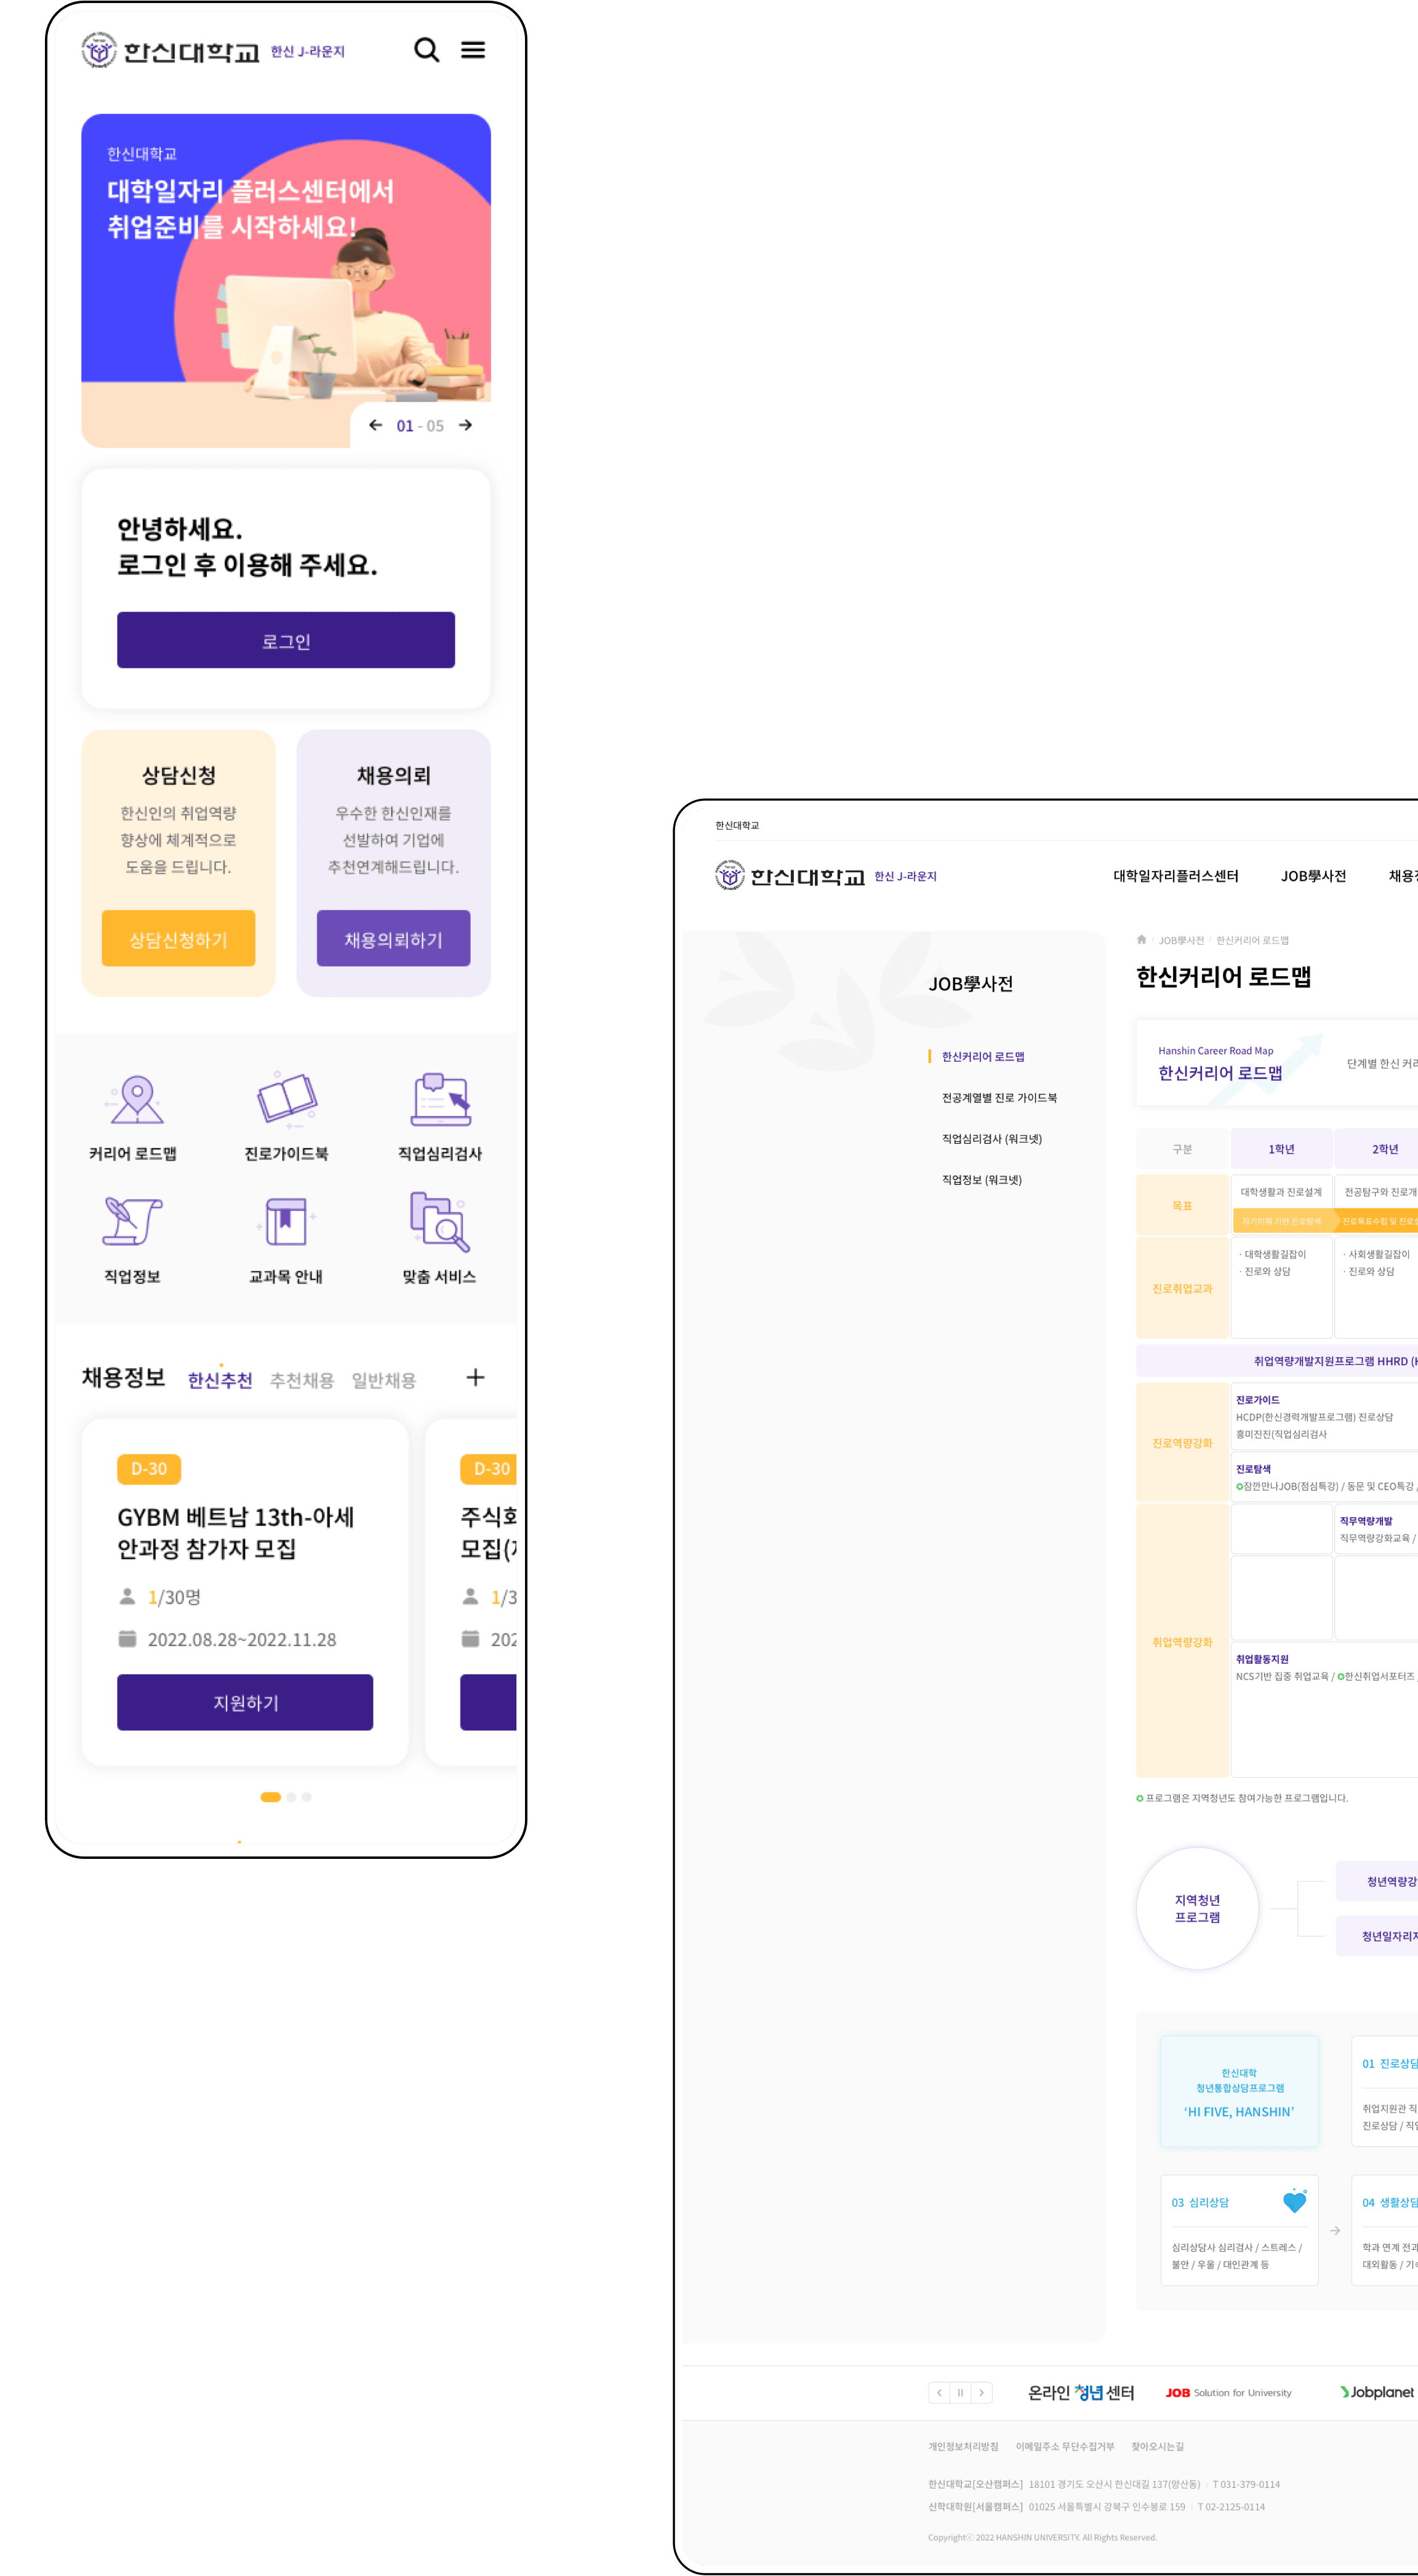 한신대학교 한신 J-라운지
한신대학교
대학일자리 플러스센터에서
취업준비를 시작하세요!
01 - 05
안녕하세요.
로그인 후 이용해 주세요.
로그인
상담신청
한신인의 취업역량
향상에 체계적으로
도움을 드립니다.
상담신청하기
채용의뢰
우수한 한신인재를
선발하여 기업에
추천연계해드립니다.
채용의뢰하기
커리어 로드맵
진로가이드북
직업심리검사
직업정보
교과목 안내
맞춤 서비스
채용정보 한신추천 추천채용 일반채용
D-30
GYBM 베트남 13th-아세
안과정 참가자 모집
1/30명
2022.08.28~2022.11.28
지원하기
D-30
주식회
모집(
1/3
202
한신대학교
한신대학교 한신 J-라운지
대학일자리플러스센터 JOB學사전 채용정
JOB學사전
한신커리어 로드맵
전공계열별 진로 가이드북
직업심리검사 (워크넷)
직업정보 (워크넷)
JOB學사전 한신커리어 로드맵
한신커리어 로드맵
Hanshin Career Road Map
한신커리어 로드맵
단계별 한신 커리
구분 1학년 2학년
목표
대학생활과 진로설계 전공탐구와 진로개
자기이해 기반 진로탐색 진로목표수립 및 진로
진로취업교과
· 대학생활길잡이
· 진로와 상담
· 사회생활길잡이
· 진로와 상담
취업역량개발지원프로그램 HHRD (H
진로역량강화
진로가이드
HCDP(한신경력개발프로그램) 진로상담
흥미진진(직업심리검사
진로탐색
✪잠깐만나JOB(점심특강) / 동문 및 CEO특강 /
취업역량강화
직무역량개발
직무역량강화교육 /
취업활동지원
NCS기반 집중 취업교육 / ✪한신취업서포터즈 /
✪ 프로그램은 지역청년도 참여가능한 프로그램입니다.
지역청년
프로그램
청년역량강
청년일자리지
한신대학
청년통합상담프로그램
‘HI FIVE, HANSHIN’
01 진로상담
취업지원관 직
진로상담 / 직업
03 심리상담
심리상담사 심리검사 / 스트레스 /
불안 / 우울 / 대인관계 등
04 생활상담
학과 연계 전과
대외활동 / 기숙
온라인 청년 센터
JOB Solution for University
Jobplanet
개인정보처리방침 이메일주소 무단수집거부 찾아오시는길
한신대학교[오산캠퍼스] 18101 경기도 오산시 한신대길 137(양산동) T 031-379-0114
신학대학원[서울캠퍼스] 01025 서울특별시 강북구 인수봉로 159 T 02-2125-0114
Copyrightⓒ 2022 HANSHIN UNIVERSITY. All Rights Reserved.